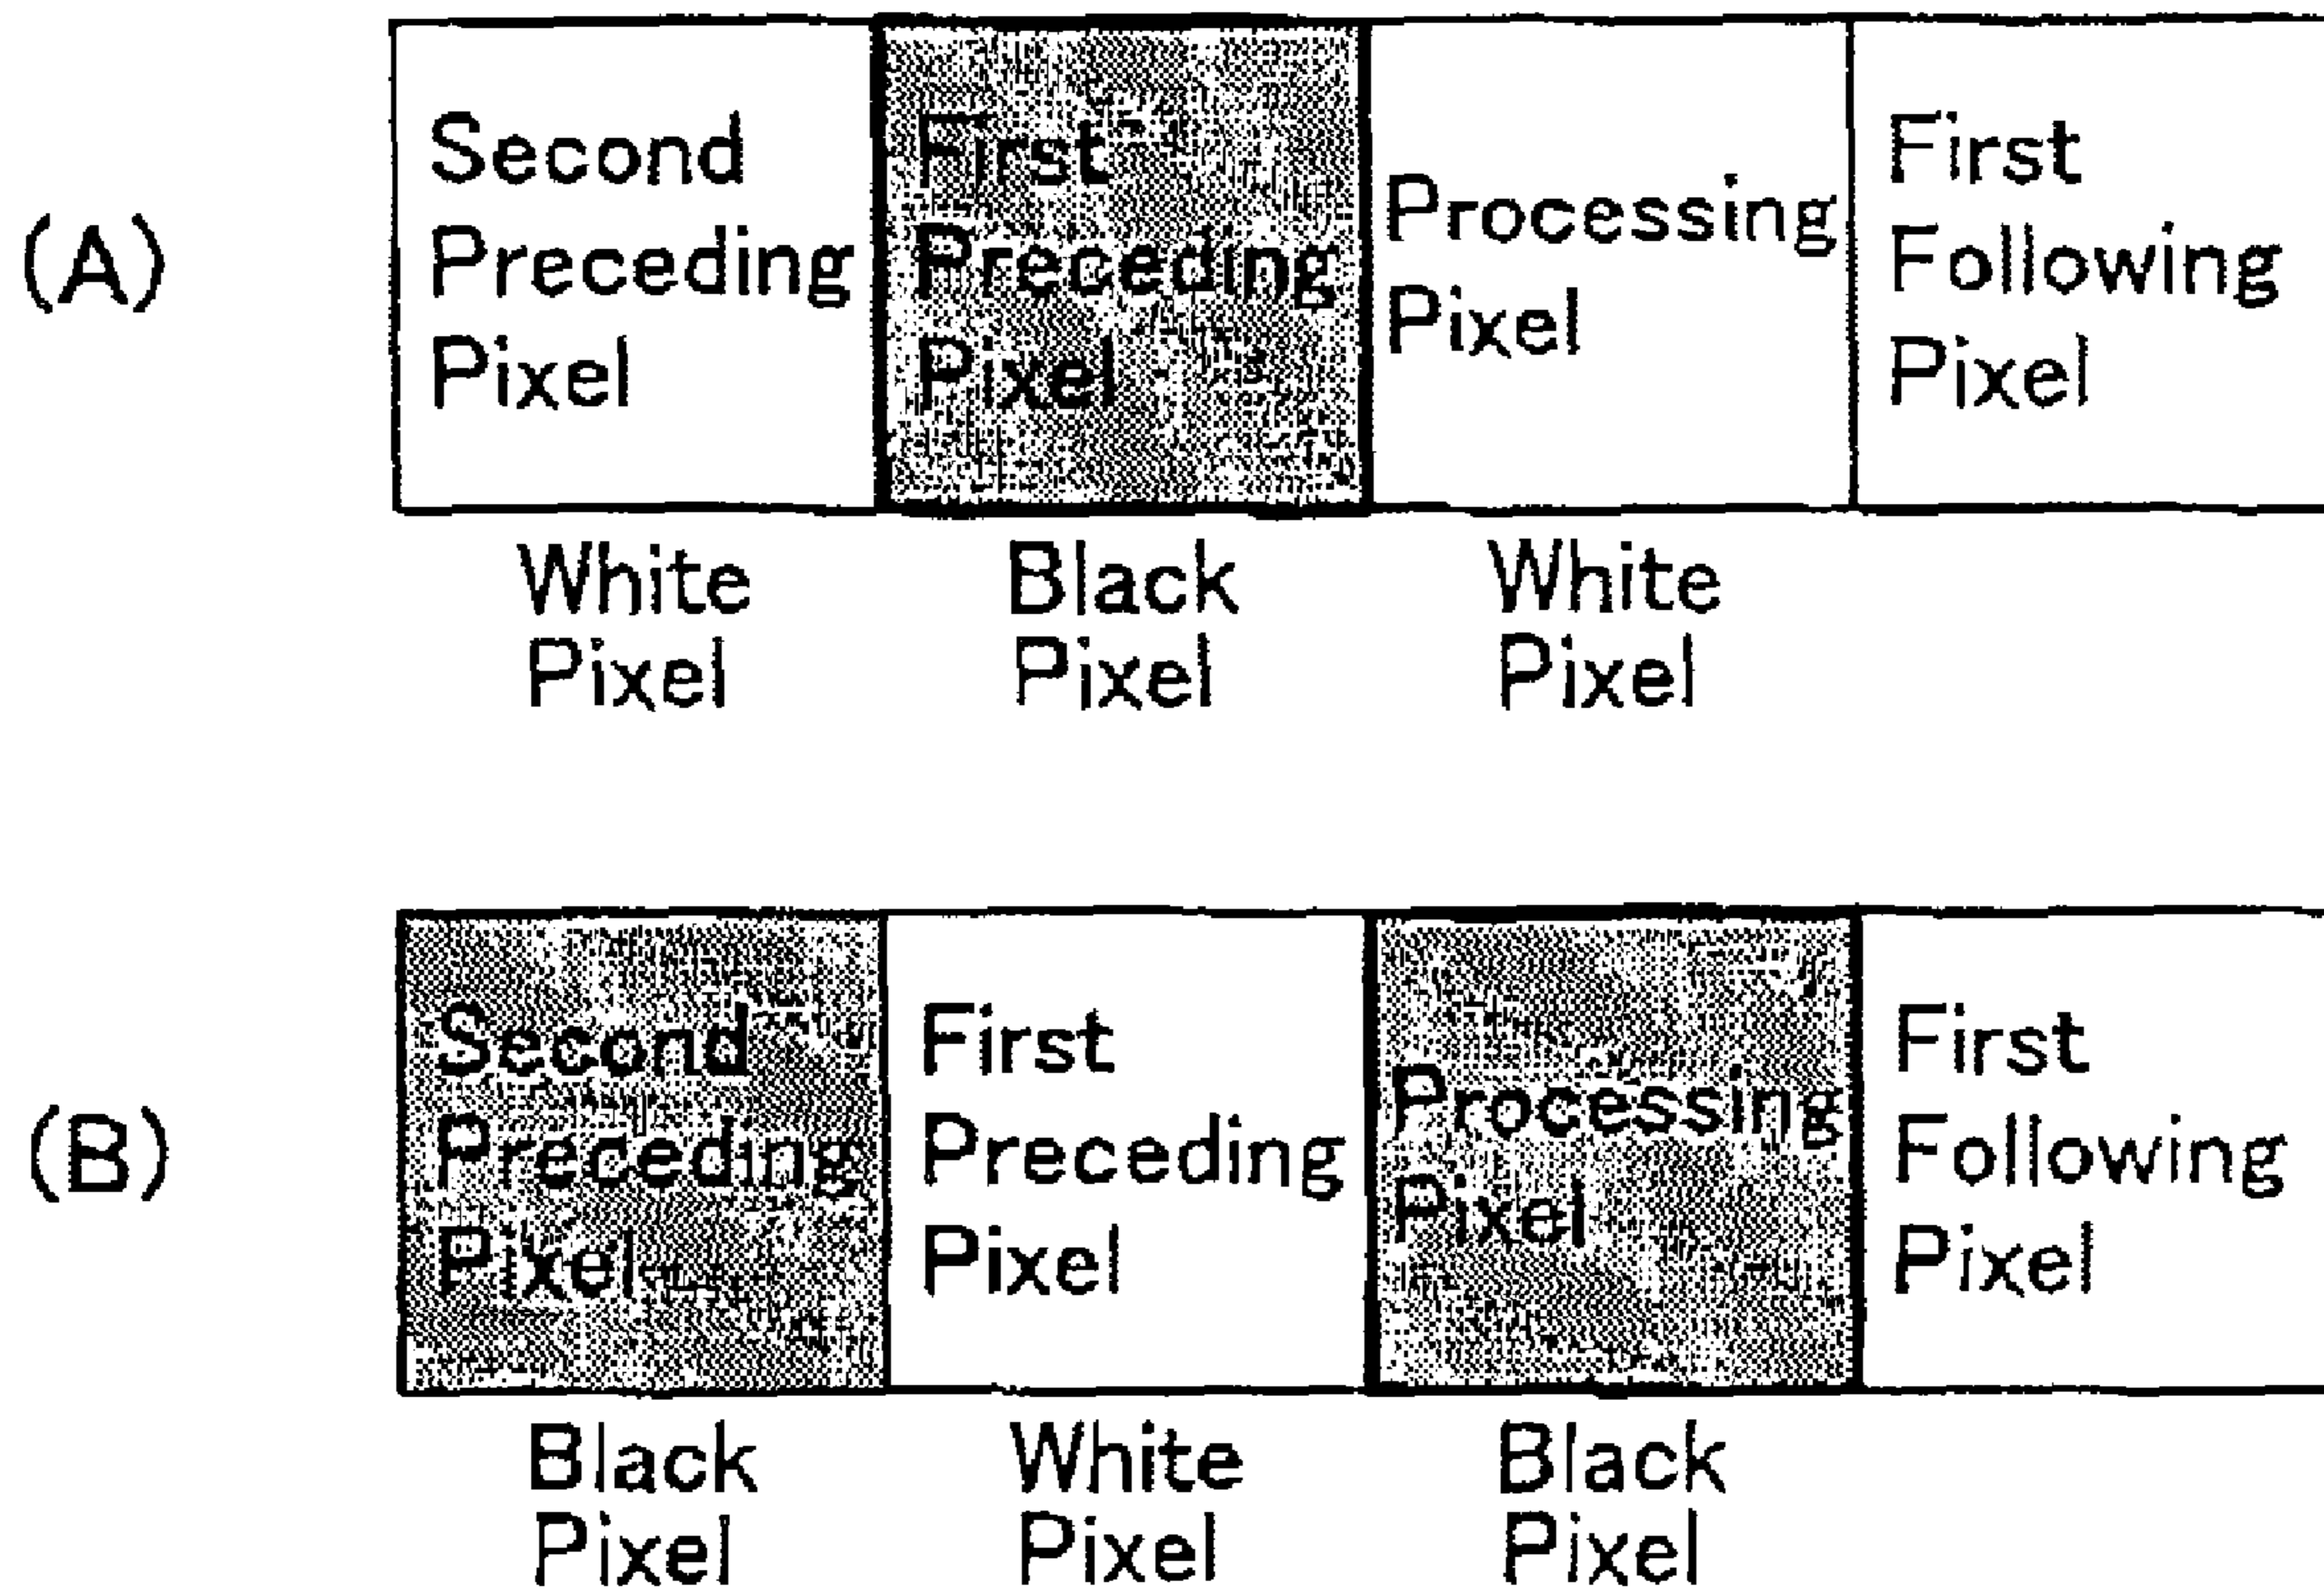 (A)
Second
Preceding
Pixel
First
Preceding
Pixel
Processing
Pixel
First
Following
Pixel
White
Pixel
Black
Pixel
White
Pixel
(B)
Second
Preceding
Pixel
First
Preceding
Pixel
Processing
Pixel
First
Following
Pixel
Black
Pixel
White
Pixel
Black
Pixel